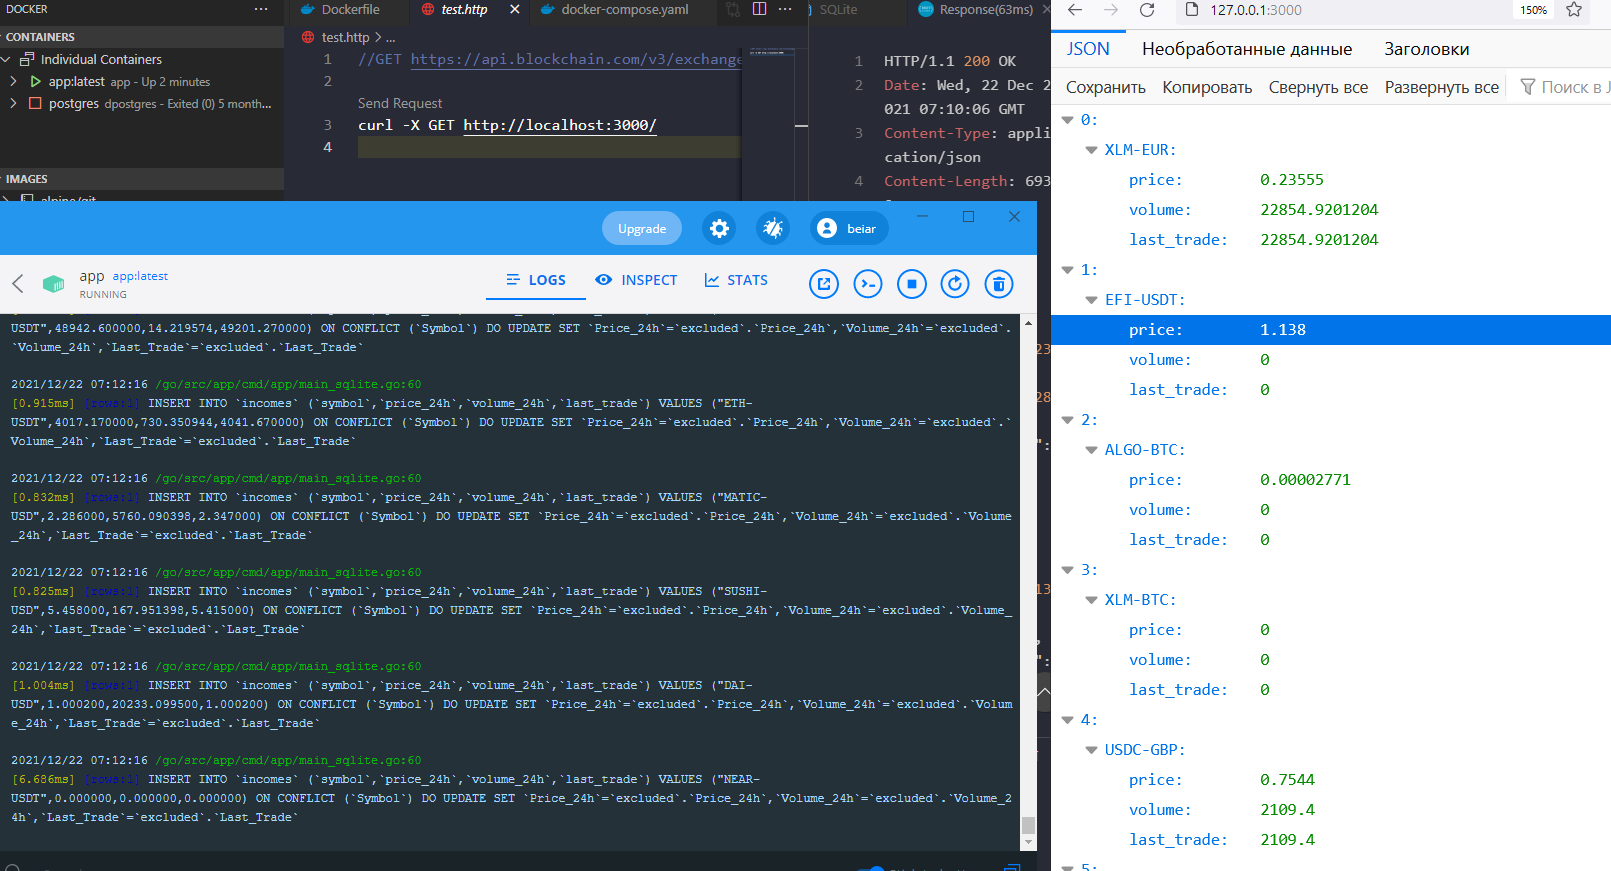 DOCKER
CONTAINERS
Individual Containers
app:latest app - Up 2 minutes
postgres dpostgres - Exited (0) 5 month...
IMAGES
alpine/git
Dockerfile
test.http
docker-compose.yaml
test.http > ...
1 //GET https://api.blockchain.com/v3/exchange
2
Send Request
3 curl -X GET http://localhost:3000/
4
SQLite
Response(63ms)
1 HTTP/1.1 200 OK
2 Date: Wed, 22 Dec 2
021 07:10:06 GMT
3 Content-Type: appli
cation/json
4 Content-Length: 693
Upgrade
beiar
app app:latest
RUNNING
LOGS
INSPECT
STATS
USDT",48942.600000,14.219574,49201.270000) ON CONFLICT (`Symbol`) DO UPDATE SET `Price_24h`=`excluded`.`Price_24h`,`Volume_24h`=`excluded`.
`Volume_24h`,`Last_Trade`=`excluded`.`Last_Trade`
2021/12/22 07:12:16 /go/src/app/cmd/app/main_sqlite.go:60
[0.915ms] [rows:1] INSERT INTO `incomes` (`symbol`,`price_24h`,`volume_24h`,`last_trade`) VALUES ("ETH-
USDT",4017.170000,730.350944,4041.670000) ON CONFLICT (`Symbol`) DO UPDATE SET `Price_24h`=`excluded`.`Price_24h`,`Volume_24h`=`excluded`.`
Volume_24h`,`Last_Trade`=`excluded`.`Last_Trade`
2021/12/22 07:12:16 /go/src/app/cmd/app/main_sqlite.go:60
[0.832ms] [rows:1] INSERT INTO `incomes` (`symbol`,`price_24h`,`volume_24h`,`last_trade`) VALUES ("MATIC-
USD",2.286000,5760.090398,2.347000) ON CONFLICT (`Symbol`) DO UPDATE SET `Price_24h`=`excluded`.`Price_24h`,`Volume_24h`=`excluded`.`Volume
_24h`,`Last_Trade`=`excluded`.`Last_Trade`
2021/12/22 07:12:16 /go/src/app/cmd/app/main_sqlite.go:60
[0.825ms] [rows:1] INSERT INTO `incomes` (`symbol`,`price_24h`,`volume_24h`,`last_trade`) VALUES ("SUSHI-
USD",5.458000,167.951398,5.415000) ON CONFLICT (`Symbol`) DO UPDATE SET `Price_24h`=`excluded`.`Price_24h`,`Volume_24h`=`excluded`.`Volume_
24h`,`Last_Trade`=`excluded`.`Last_Trade`
2021/12/22 07:12:16 /go/src/app/cmd/app/main_sqlite.go:60
[1.004ms] [rows:1] INSERT INTO `incomes` (`symbol`,`price_24h`,`volume_24h`,`last_trade`) VALUES ("DAI-
USD",1.000200,20233.099500,1.000200) ON CONFLICT (`Symbol`) DO UPDATE SET `Price_24h`=`excluded`.`Price_24h`,`Volume_24h`=`excluded`.`Volum
e_24h`,`Last_Trade`=`excluded`.`Last_Trade`
2021/12/22 07:12:16 /go/src/app/cmd/app/main_sqlite.go:60
[6.686ms] [rows:1] INSERT INTO `incomes` (`symbol`,`price_24h`,`volume_24h`,`last_trade`) VALUES ("NEAR-
USDT",0.000000,0.000000,0.000000) ON CONFLICT (`Symbol`) DO UPDATE SET `Price_24h`=`excluded`.`Price_24h`,`Volume_24h`=`excluded`.`Volume_2
4h`,`Last_Trade`=`excluded`.`Last_Trade`
23
28
":
13
,
":
127.0.0.1:3000
150%
JSON
Необработанные данные
Заголовки
Сохранить Копировать Свернуть все Развернуть все Поиск в J
0:
XLM-EUR:
price: 0.23555
volume: 22854.9201204
last_trade: 22854.9201204
1:
EFI-USDT:
price: 1.138
volume: 0
last_trade: 0
2:
ALGO-BTC:
price: 0.00002771
volume: 0
last_trade: 0
3:
XLM-BTC:
price: 0
volume: 0
last_trade: 0
4:
USDC-GBP:
price: 0.7544
volume: 2109.4
last_trade: 2109.4
5: